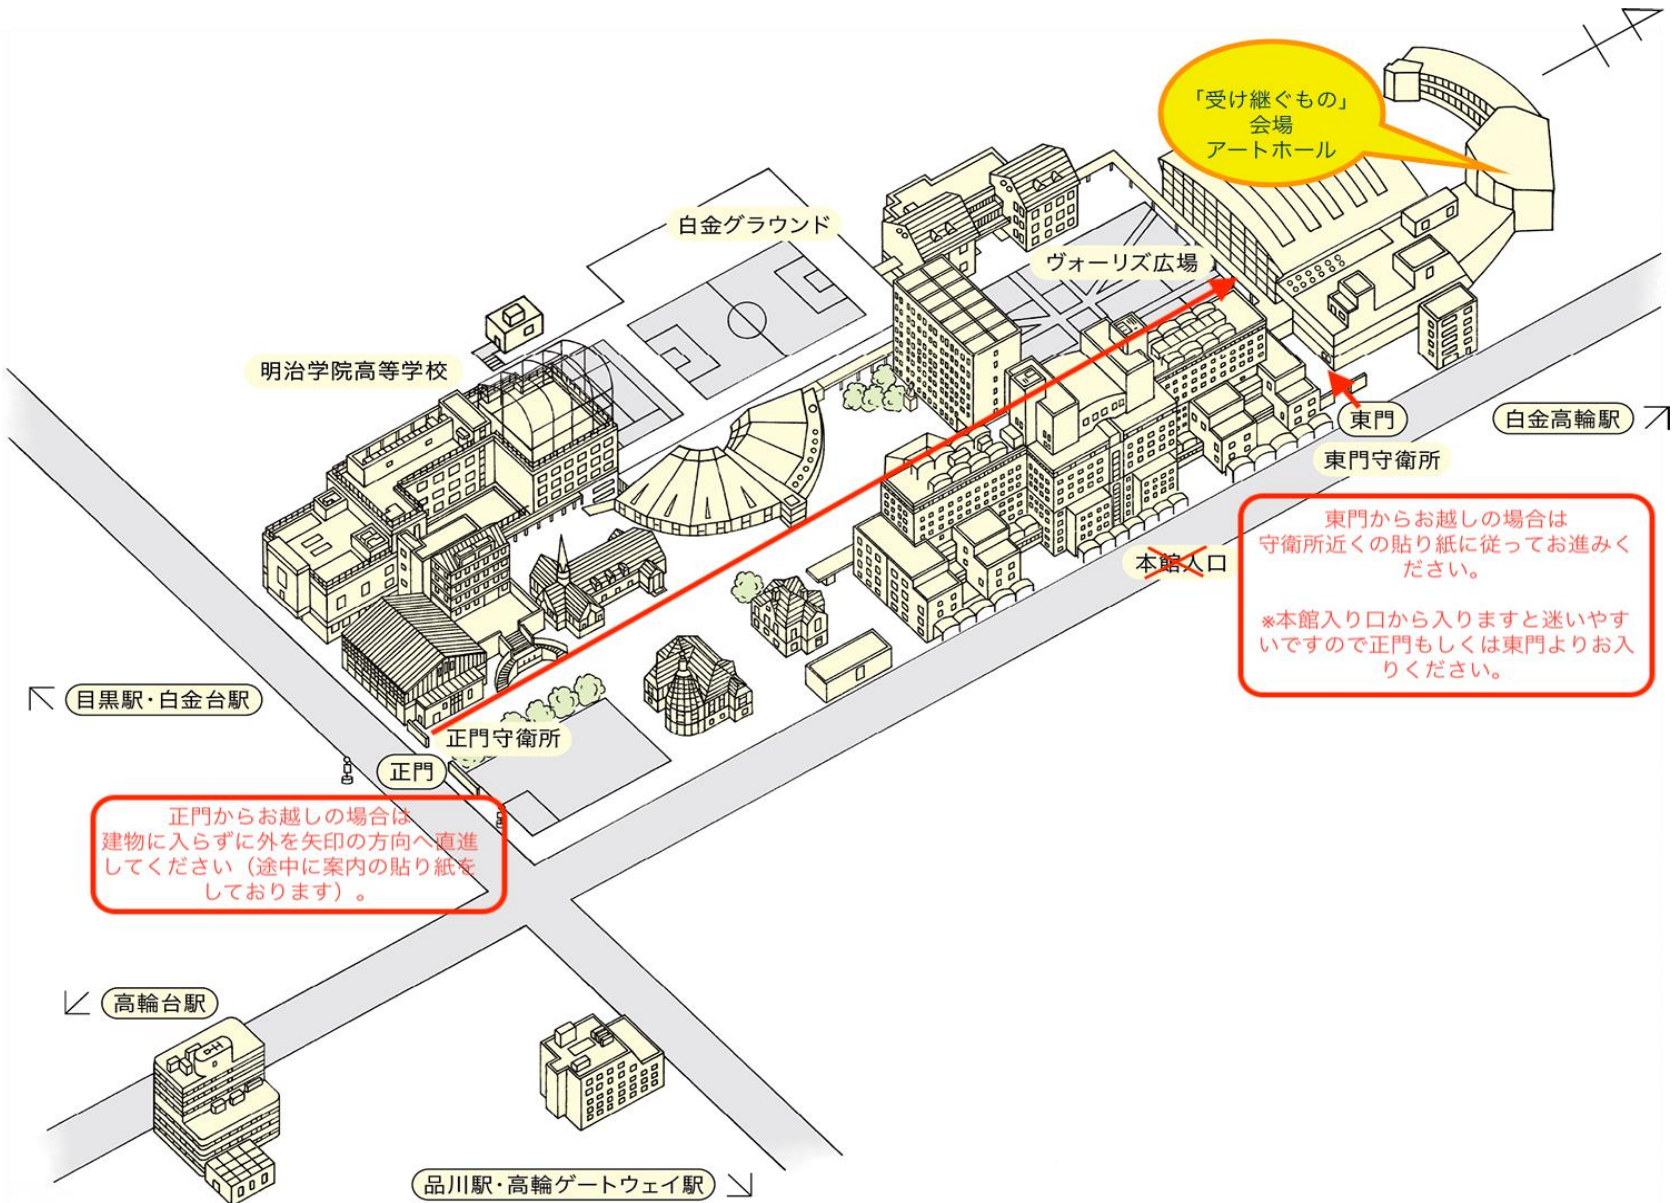 「受け継ぐもの」
会場
アートホール
白金グラウンド
ヴォーリズ広場
明治学院高等学校
東門
白金高輪駅
東門守衛所
東門からお越しの場合は
守衛所近くの貼り紙に従ってお進みく
ださい。
※本館入り口から入りますと迷いやす
いですので正門もしくは東門よりお入
りください。
本館入口
目黒駅・白金台駅
正門守衛所
正門
正門からお越しの場合は
建物に入らずに外を矢印の方向へ直進
してください（途中に案内の貼り紙を
しております）。
高輪台駅
品川駅・高輪ゲートウェイ駅